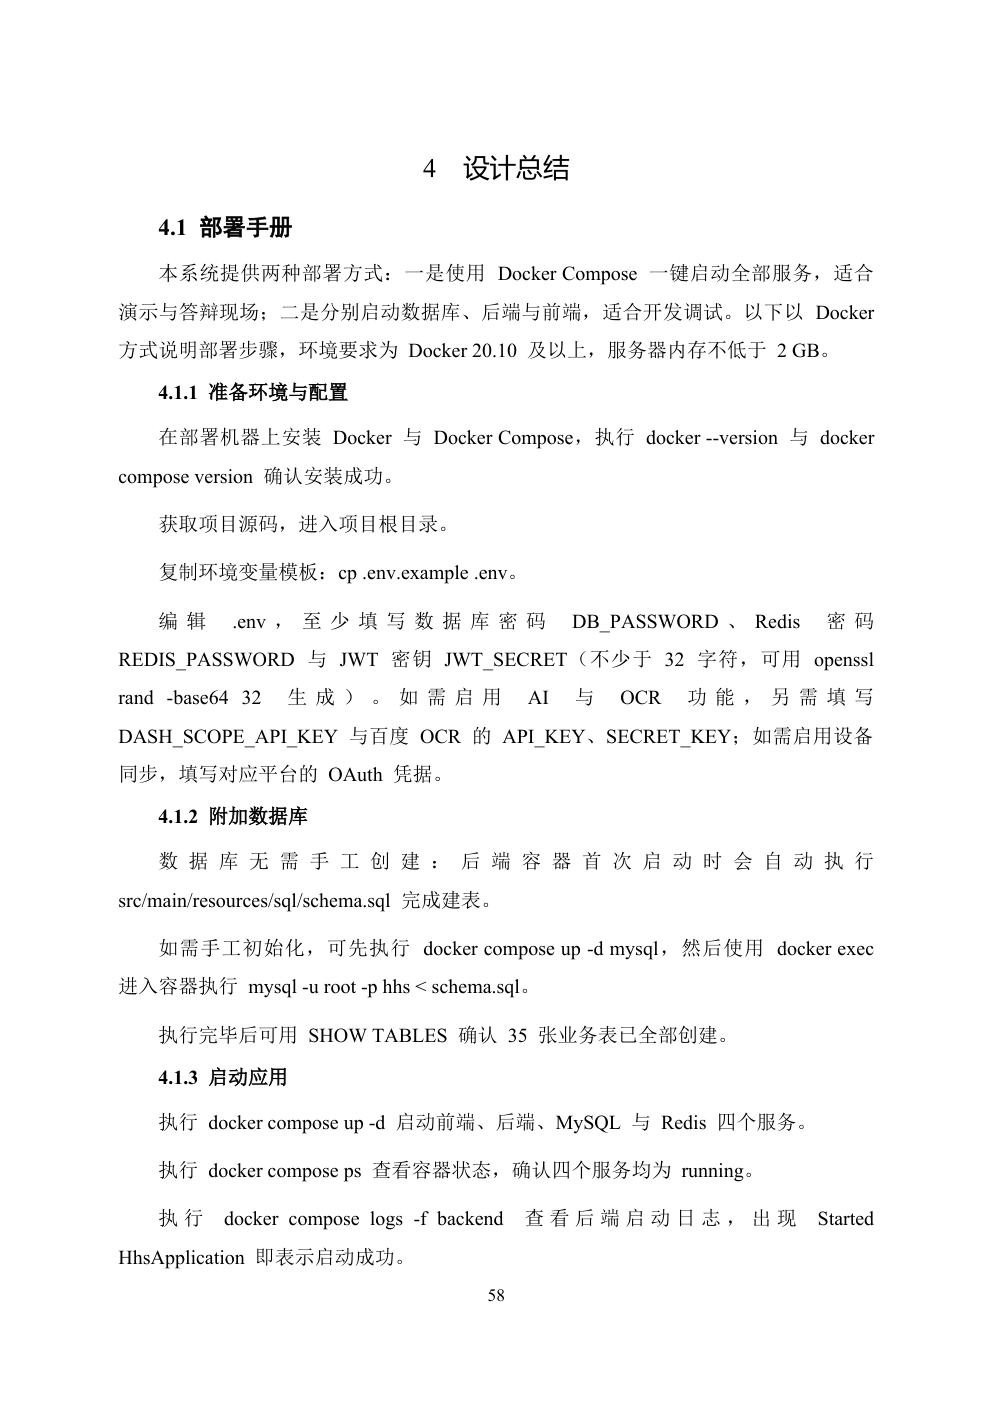 4 设计总结
4.1 部署手册
本系统提供两种部署方式：一是使用 Docker Compose 一键启动全部服务，适合
演示与答辩现场；二是分别启动数据库、后端与前端，适合开发调试。以下以 Docker
方式说明部署步骤，环境要求为 Docker 20.10 及以上，服务器内存不低于 2 GB。
4.1.1 准备环境与配置
在部署机器上安装 Docker 与 Docker Compose，执行 docker --version 与 docker
compose version 确认安装成功。
获取项目源码，进入项目根目录。
复制环境变量模板：cp .env.example .env。
编辑 .env，至少填写数据库密码 DB_PASSWORD、Redis 密码
REDIS_PASSWORD 与 JWT 密钥 JWT_SECRET（不少于 32 字符，可用 openssl
rand -base64 32 生成）。如需启用 AI 与 OCR 功能，另需填写
DASH_SCOPE_API_KEY 与百度 OCR 的 API_KEY、SECRET_KEY；如需启用设备
同步，填写对应平台的 OAuth 凭据。
4.1.2 附加数据库
数据库无需手工创建：后端容器首次启动时会自动执行
src/main/resources/sql/schema.sql 完成建表。
如需手工初始化，可先执行 docker compose up -d mysql，然后使用 docker exec
进入容器执行 mysql -u root -p hhs < schema.sql。
执行完毕后可用 SHOW TABLES 确认 35 张业务表已全部创建。
4.1.3 启动应用
执行 docker compose up -d 启动前端、后端、MySQL 与 Redis 四个服务。
执行 docker compose ps 查看容器状态，确认四个服务均为 running。
执行 docker compose logs -f backend 查看后端启动日志，出现 Started
HhsApplication 即表示启动成功。
58